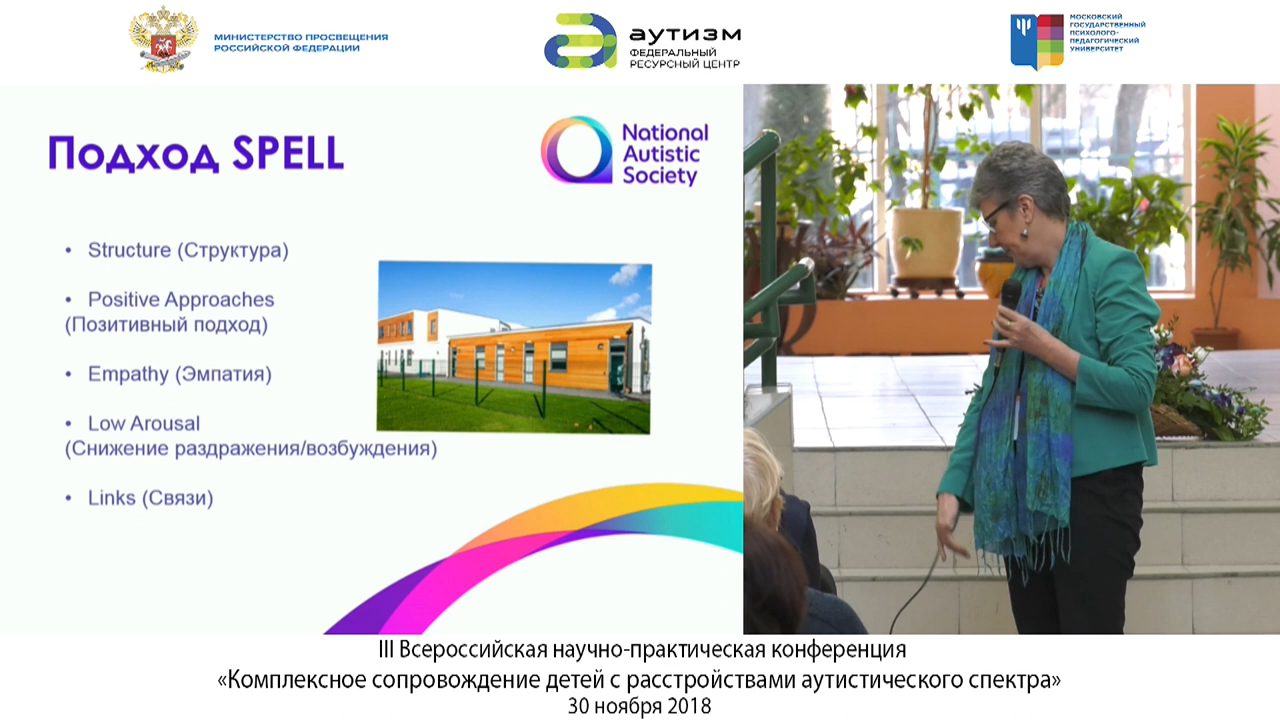 МИНИСТЕРСТВО ПРОСВЕЩЕНИЯ
РОССИЙСКОЙ ФЕДЕРАЦИИ
аутизм
ФЕДЕРАЛЬНЫЙ
РЕСУРСНЫЙ ЦЕНТР
МОСКОВСКИЙ
ГОСУДАРСТВЕННЫЙ
ПСИХОЛОГО-
ПЕДАГОГИЧЕСКИЙ
УНИВЕРСИТЕТ
Подход SPELL
National
Autistic
Society
• Structure (Структура)
• Positive Approaches
(Позитивный подход)
• Empathy (Эмпатия)
• Low Arousal
(Снижение раздражения/возбуждения)
• Links (Связи)
III Всероссийская научно-практическая конференция
«Комплексное сопровождение детей с расстройствами аутистического спектра»
30 ноября 2018